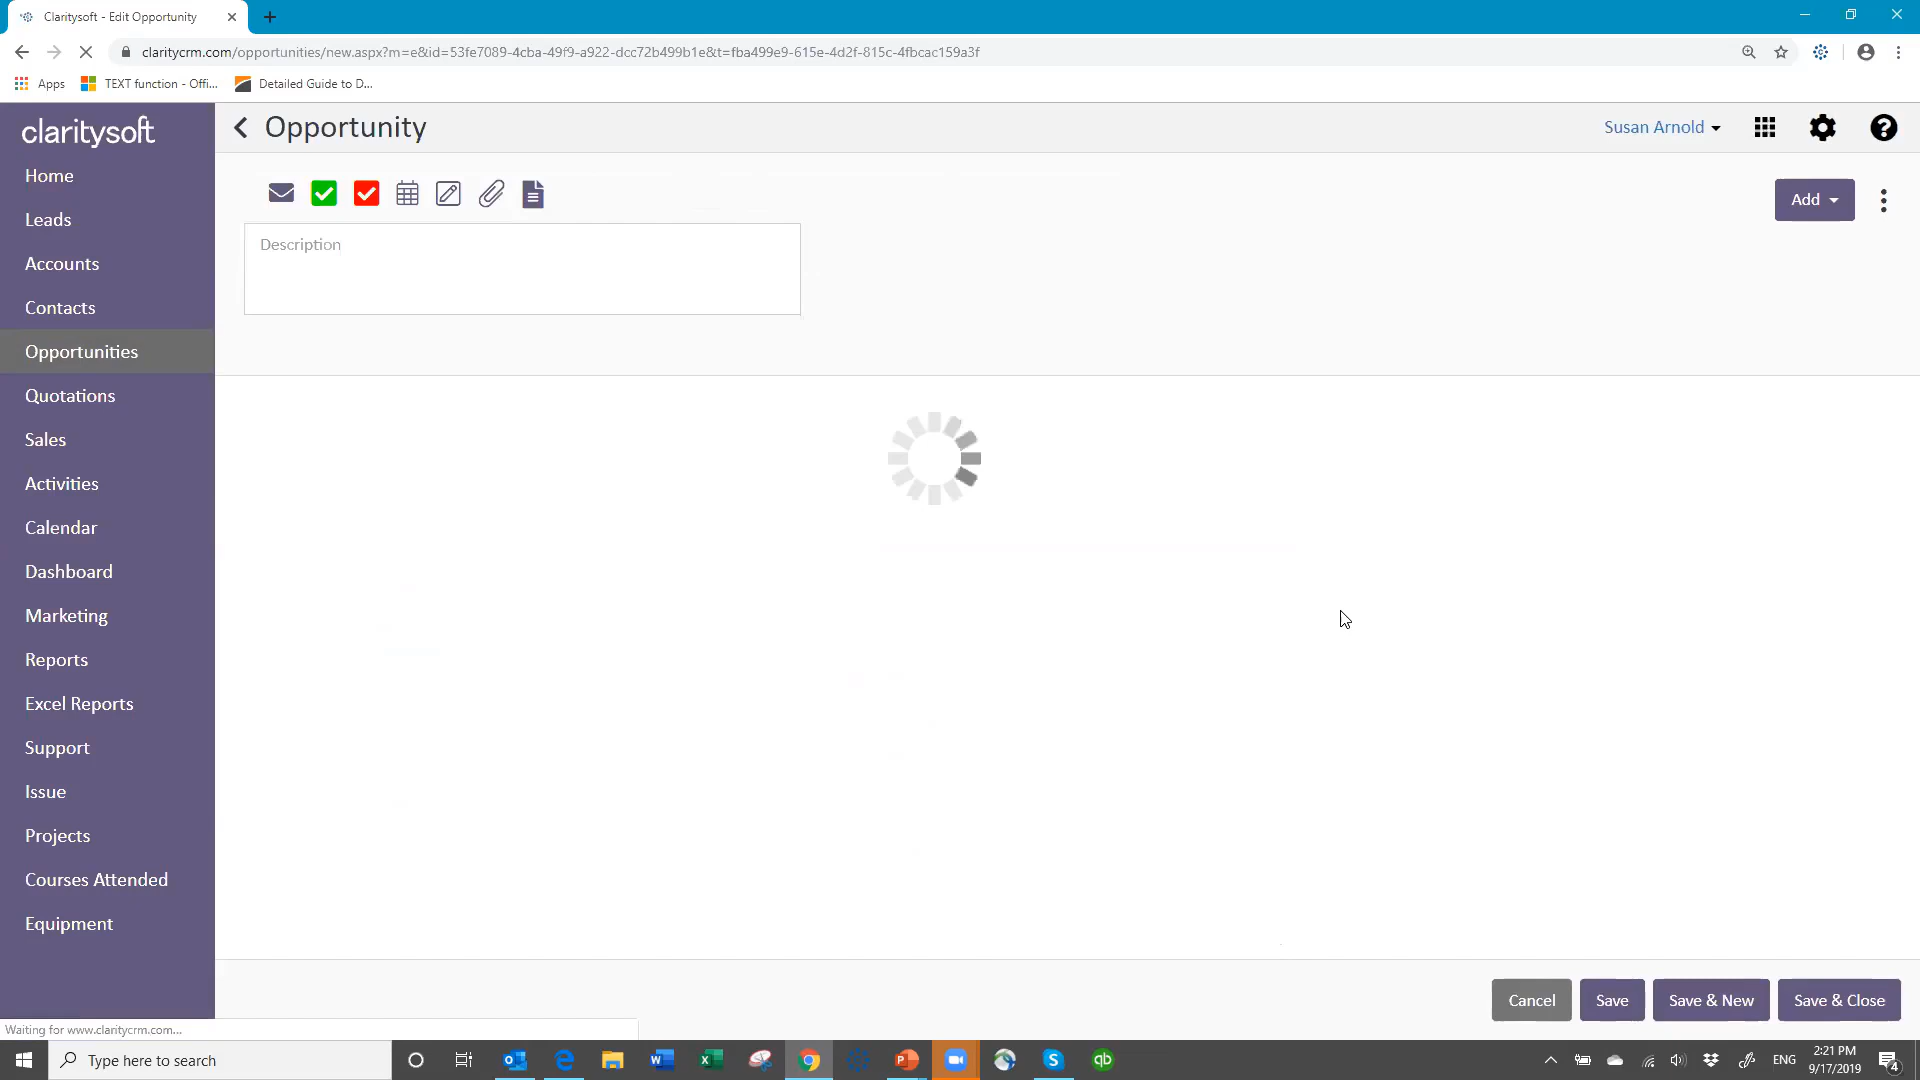 Claritysoft - Edit Opportunity
claritycrm.com/opportunities/new.aspx?m=e&id=53fe7089-4cba-49f9-a922-dcc72b499b1e&t=fba499e9-615e-4d2f-815c-4fbcac159a3f
Apps TEXT function - Offi... Detailed Guide to D...
claritysoft
Opportunity
Susan Arnold
Home
Leads
Accounts
Contacts
Opportunities
Quotations
Sales
Activities
Calendar
Dashboard
Marketing
Reports
Excel Reports
Support
Issue
Projects
Courses Attended
Equipment
Description
Add
Cancel Save Save & New Save & Close
Waiting for www.claritycrm.com...
Type here to search
ENG
2:21 PM
9/17/2019
4